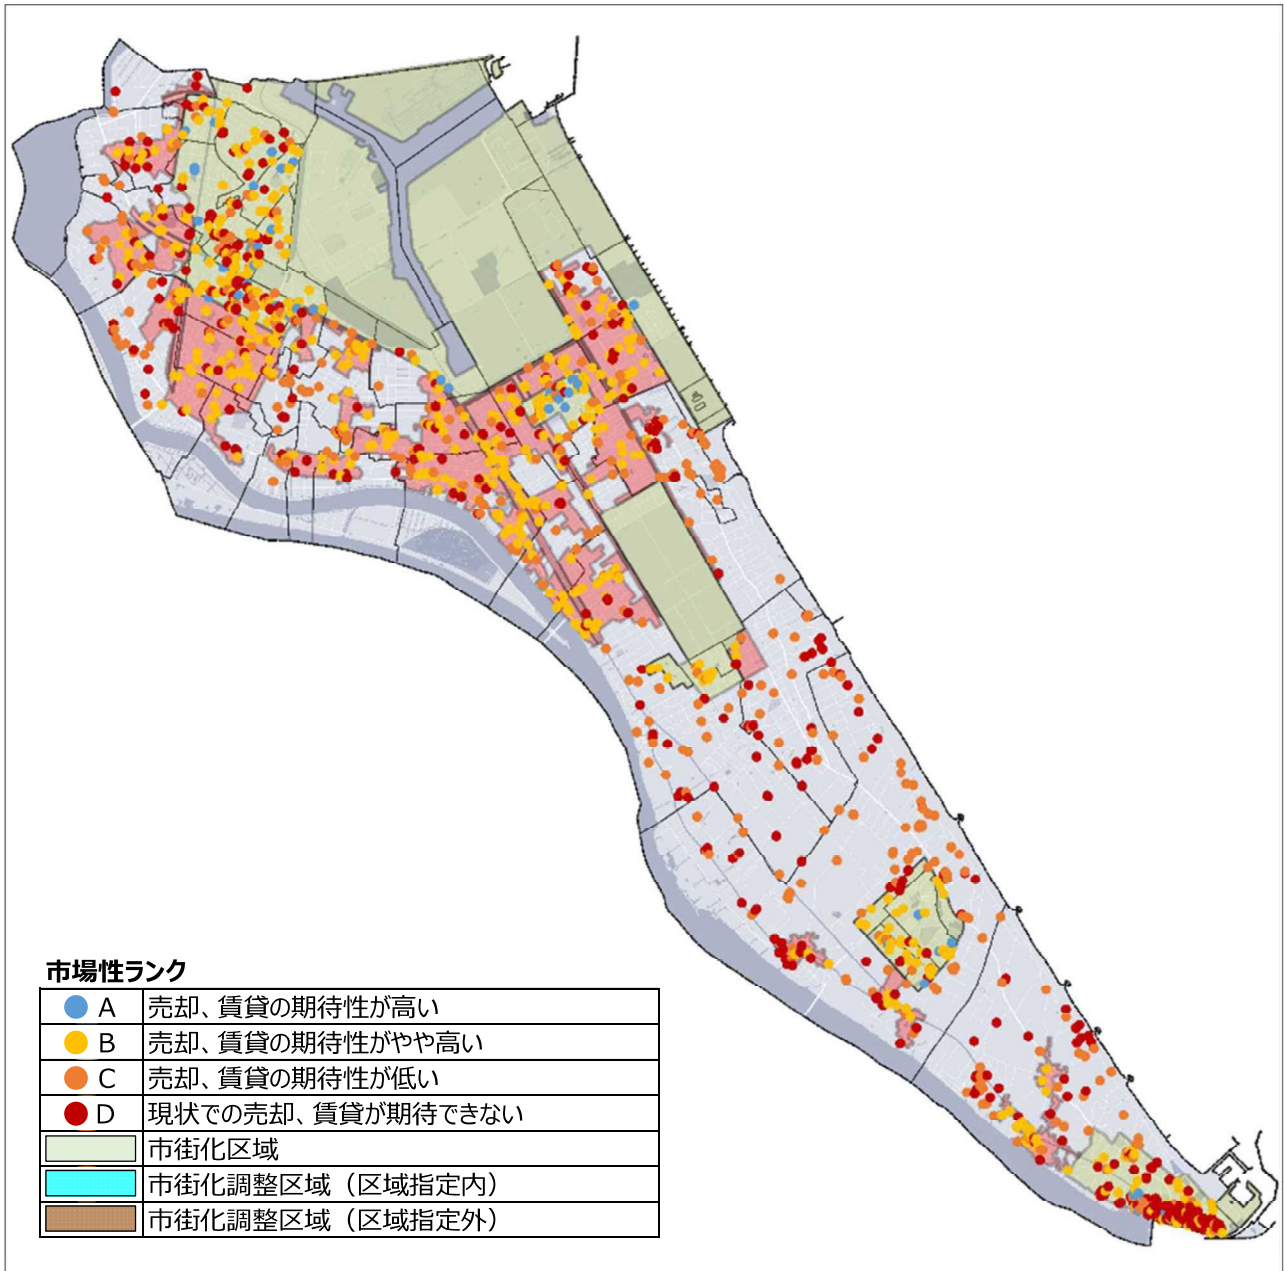 市場性ランク
A 売却、賃貸の期待性が高い
B 売却、賃貸の期待性がやや高い
C 売却、賃貸の期待性が低い
D 現状での売却、賃貸が期待できない
市街化区域
市街化調整区域（区域指定内）
市街化調整区域（区域指定外）